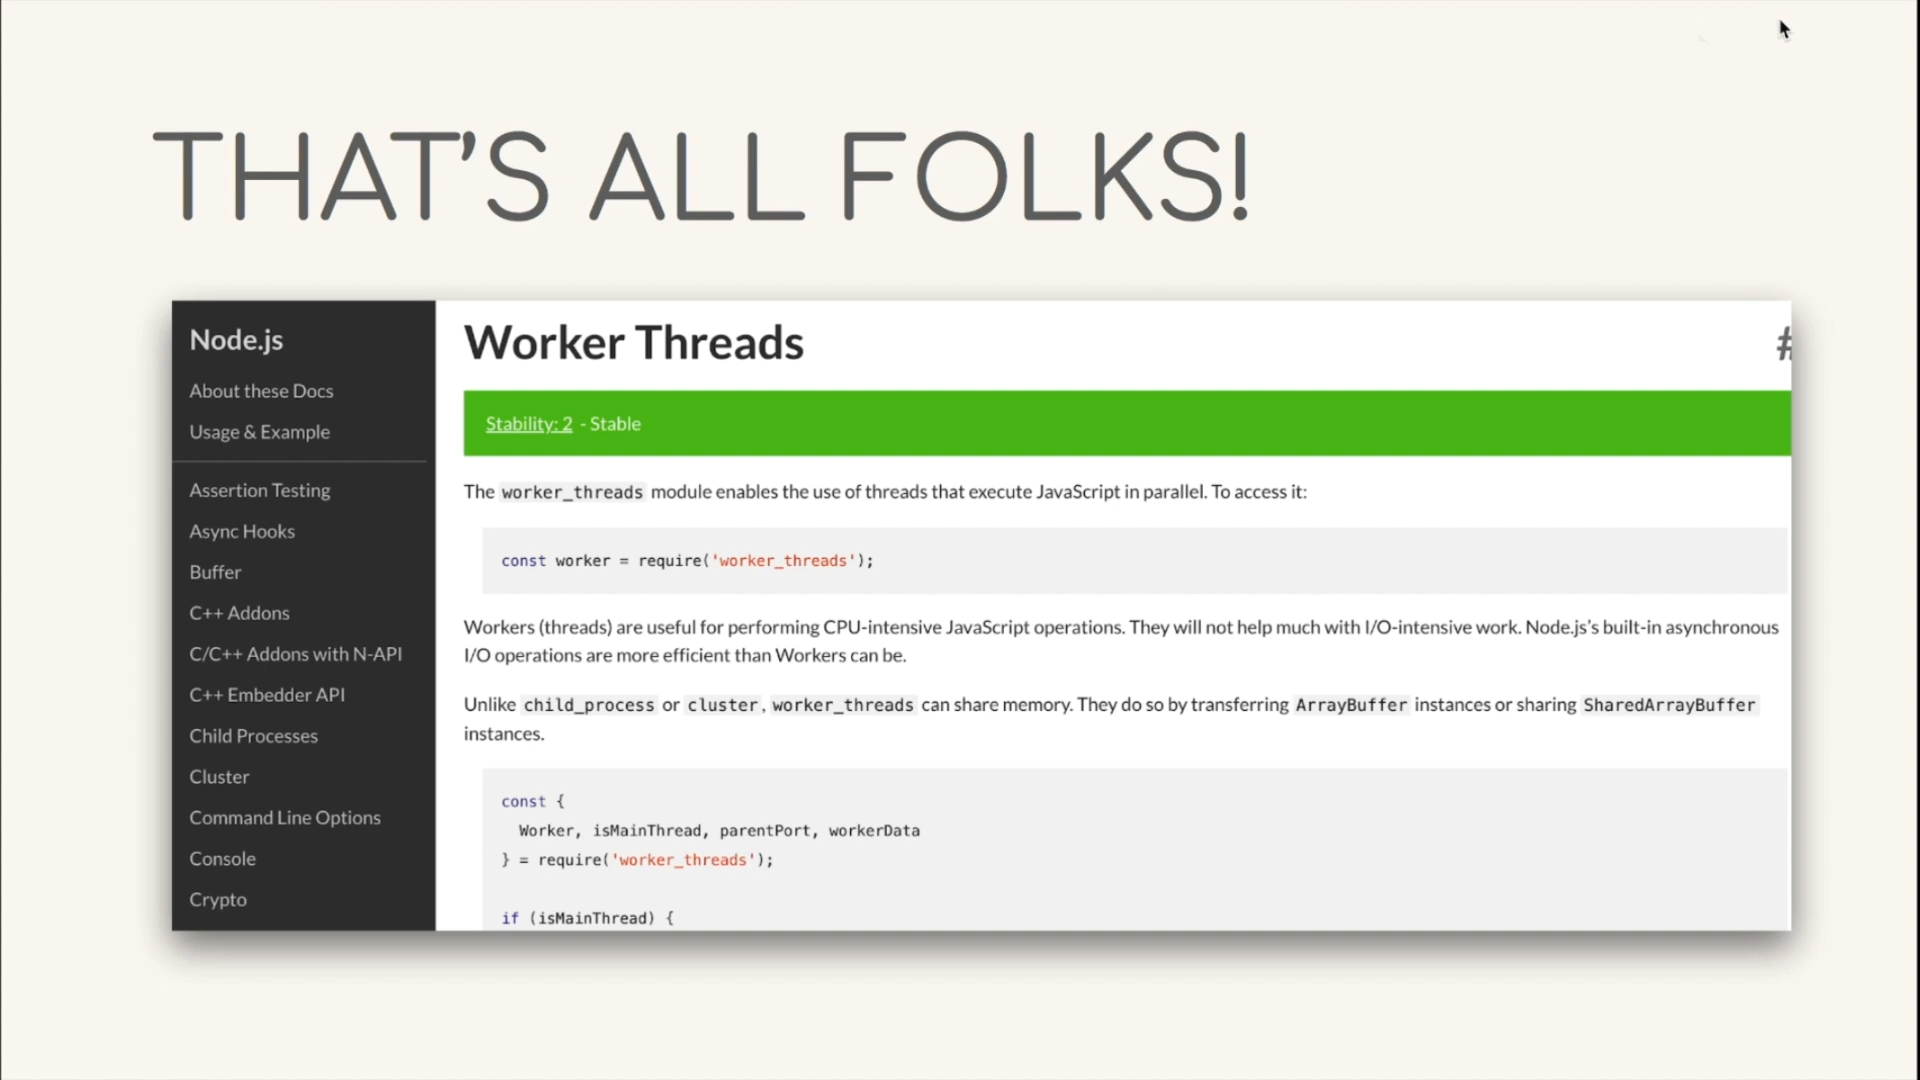 THAT'S ALL FOLKS!
Node.js
About these Docs
Usage & Example
Assertion Testing
Async Hooks
Buffer
C++ Addons
C/C++ Addons with N-API
C++ Embedder API
Child Processes
Cluster
Command Line Options
Console
Crypto
Worker Threads
#
Stability: 2 - Stable
The worker_threads module enables the use of threads that execute JavaScript in parallel. To access it:
const worker = require('worker_threads');
Workers (threads) are useful for performing CPU-intensive JavaScript operations. They will not help much with I/O-intensive work. Node.js's built-in asynchronous
I/O operations are more efficient than Workers can be.
Unlike child_process or cluster, worker_threads can share memory. They do so by transferring ArrayBuffer instances or sharing SharedArrayBuffer
instances.
const {
Worker, isMainThread, parentPort, workerData
} = require('worker_threads');
if (isMainThread) {